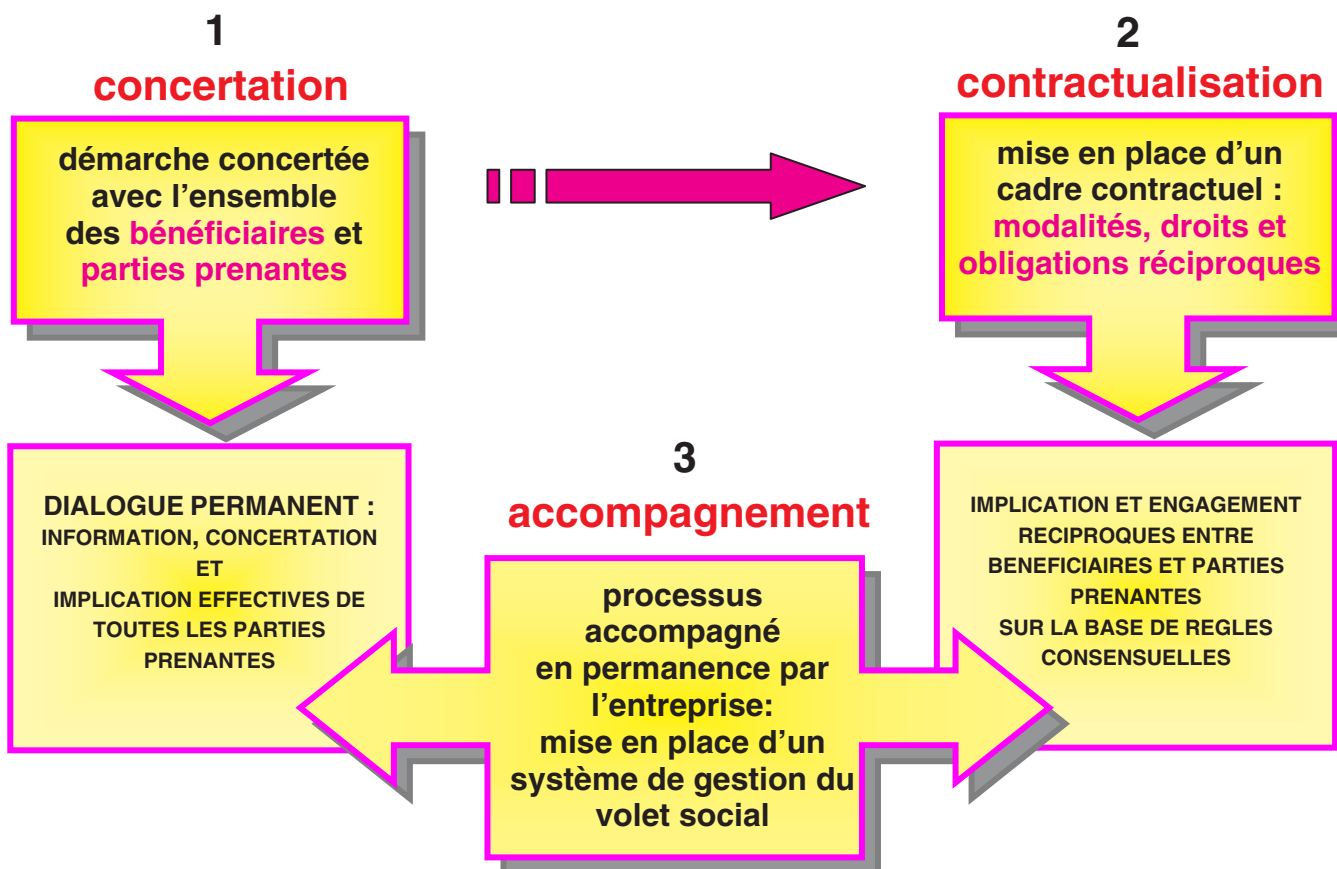 1
concertation
démarche concertée
avec l'ensemble
des bénéficiaires et
parties prenantes
DIALOGUE PERMANENT :
INFORMATION, CONCERTATION
ET
IMPLICATION EFFECTIVES DE
TOUTES LES PARTIES
PRENANTES
2
contractualisation
mise en place d'un
cadre contractuel :
modalités, droits et
obligations réciproques
IMPLICATION ET ENGAGEMENT
RECIPROQUES ENTRE
BENEFICIAIRES ET PARTIES
PRENANTES
SUR LA BASE DE REGLES
CONSENSUELLES
3
accompagnement
processus
accompagné
en permanence par
l'entreprise:
mise en place d'un
système de gestion du
volet social